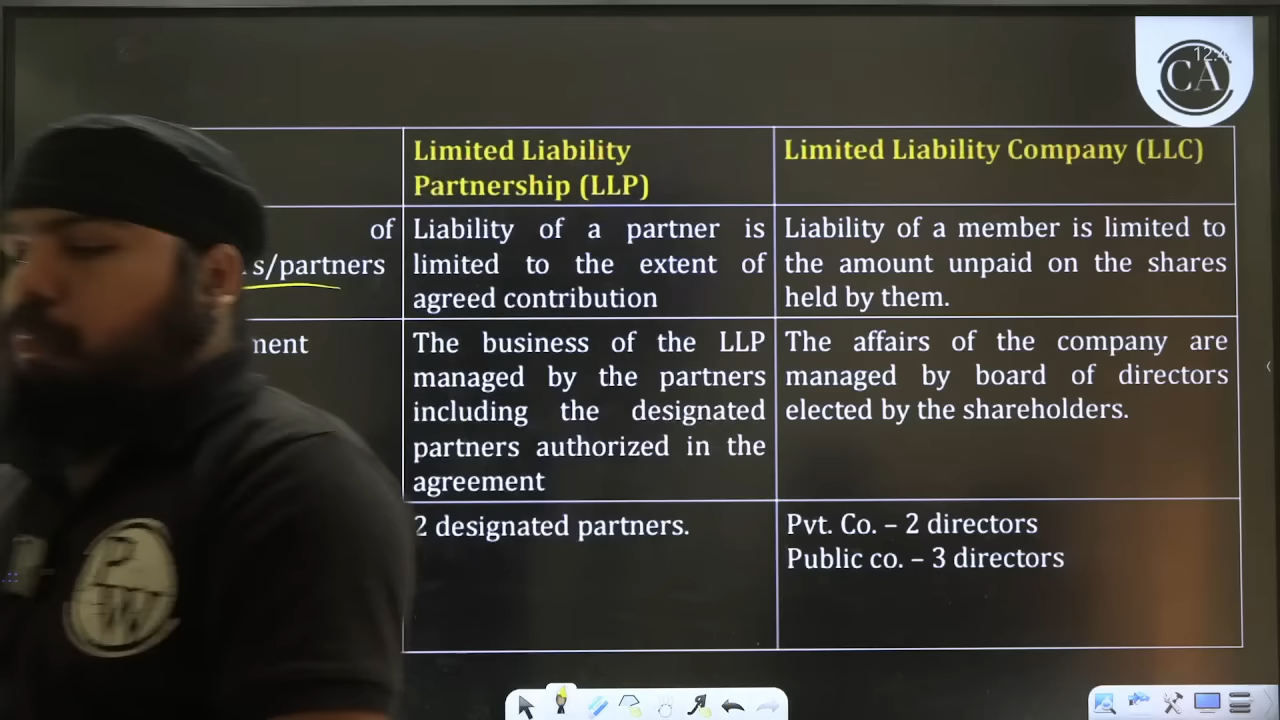 12:4
CA
Limited Liability
Partnership (LLP)
Limited Liability Company (LLC)
of
s/partners
Liability of a partner is
limited to the extent of
agreed contribution
Liability of a member is limited to
the amount unpaid on the shares
held by them.
ment
The business of the LLP
managed by the partners
including the designated
partners authorized in the
agreement
The affairs of the company are
managed by board of directors
elected by the shareholders.
2 designated partners.
Pvt. Co. – 2 directors
Public co. – 3 directors
P
W